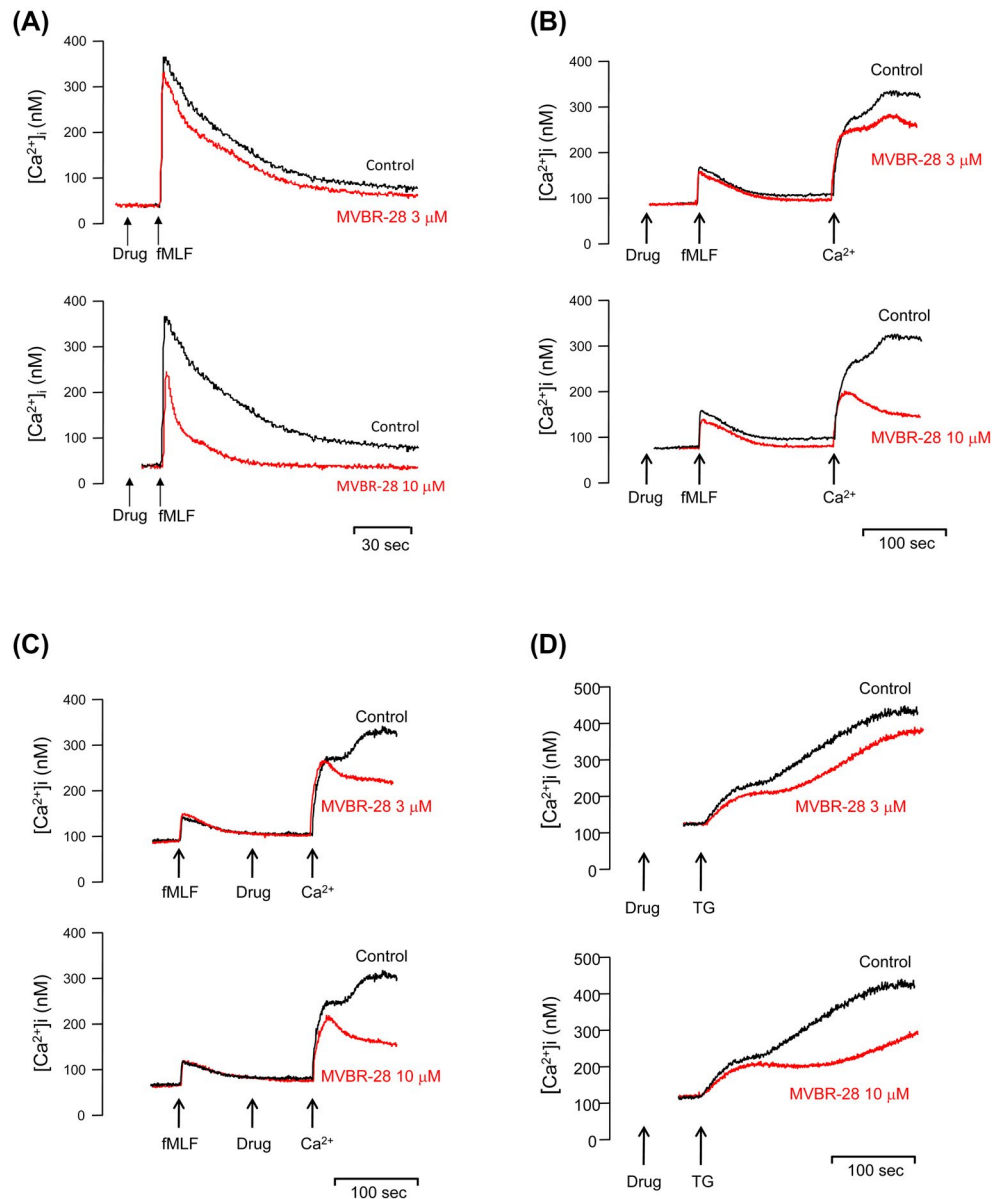 (A)
[Ca²⁺]ᵢ (nM)
400
300
200
100
0
Control
MVBR-28 3 μM
Drug fMLF
[Ca²⁺]ᵢ (nM)
400
300
200
100
0
Control
MVBR-28 10 μM
Drug fMLF
30 sec
(B)
[Ca²⁺]i (nM)
400
300
200
100
0
Control
MVBR-28 3 μM
Drug fMLF Ca²⁺
[Ca²⁺]i (nM)
400
300
200
100
0
Control
MVBR-28 10 μM
Drug fMLF Ca²⁺
100 sec
(C)
[Ca²⁺]i (nM)
400
300
200
100
0
Control
MVBR-28 3 μM
fMLF Drug Ca²⁺
[Ca²⁺]i (nM)
400
300
200
100
0
Control
MVBR-28 10 μM
fMLF Drug Ca²⁺
100 sec
(D)
[Ca²⁺]i (nM)
500
400
300
200
100
0
Control
MVBR-28 3 μM
Drug TG
[Ca²⁺]i (nM)
500
400
300
200
100
0
Control
MVBR-28 10 μM
Drug TG
100 sec